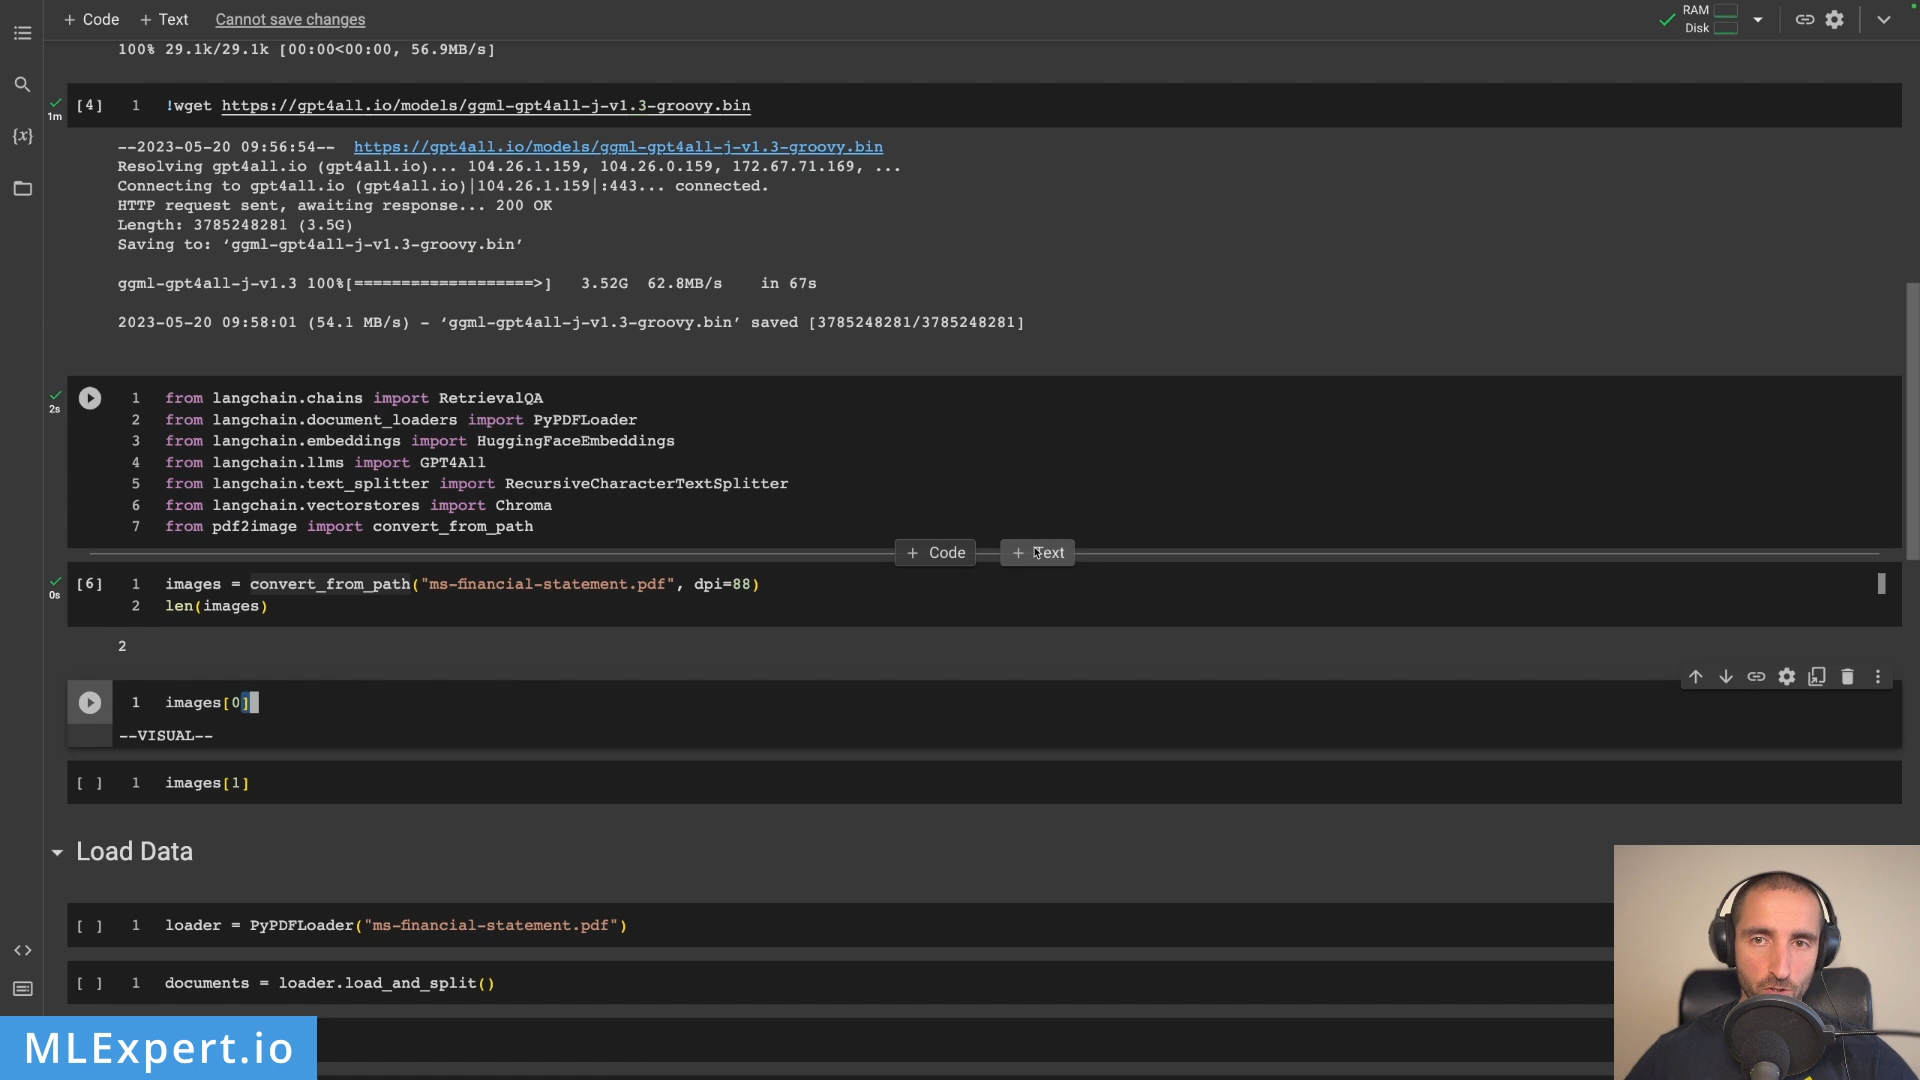 + Code + Text Cannot save changes
RAM
Disk
100% 29.1k/29.1k [00:00<00:00, 56.9MB/s]
1m [4] 1 !wget https://gpt4all.io/models/ggml-gpt4all-j-v1.3-groovy.bin
--2023-05-20 09:56:54-- https://gpt4all.io/models/ggml-gpt4all-j-v1.3-groovy.bin
Resolving gpt4all.io (gpt4all.io)... 104.26.1.159, 104.26.0.159, 172.67.71.169, ...
Connecting to gpt4all.io (gpt4all.io)|104.26.1.159|:443... connected.
HTTP request sent, awaiting response... 200 OK
Length: 3785248281 (3.5G)
Saving to: ‘ggml-gpt4all-j-v1.3-groovy.bin’
ggml-gpt4all-j-v1.3 100%[===================>] 3.52G 62.8MB/s in 67s
2023-05-20 09:58:01 (54.1 MB/s) - ‘ggml-gpt4all-j-v1.3-groovy.bin’ saved [3785248281/3785248281]
2s 1 from langchain.chains import RetrievalQA
2 from langchain.document_loaders import PyPDFLoader
3 from langchain.embeddings import HuggingFaceEmbeddings
4 from langchain.llms import GPT4All
5 from langchain.text_splitter import RecursiveCharacterTextSplitter
6 from langchain.vectorstores import Chroma
7 from pdf2image import convert_from_path
+ Code + Text
0s [6] 1 images = convert_from_path("ms-financial-statement.pdf", dpi=88)
2 len(images)
2
1 images[0]
--VISUAL--
[ ] 1 images[1]
Load Data
[ ] 1 loader = PyPDFLoader("ms-financial-statement.pdf")
[ ] 1 documents = loader.load_and_split()
MLExpert.io